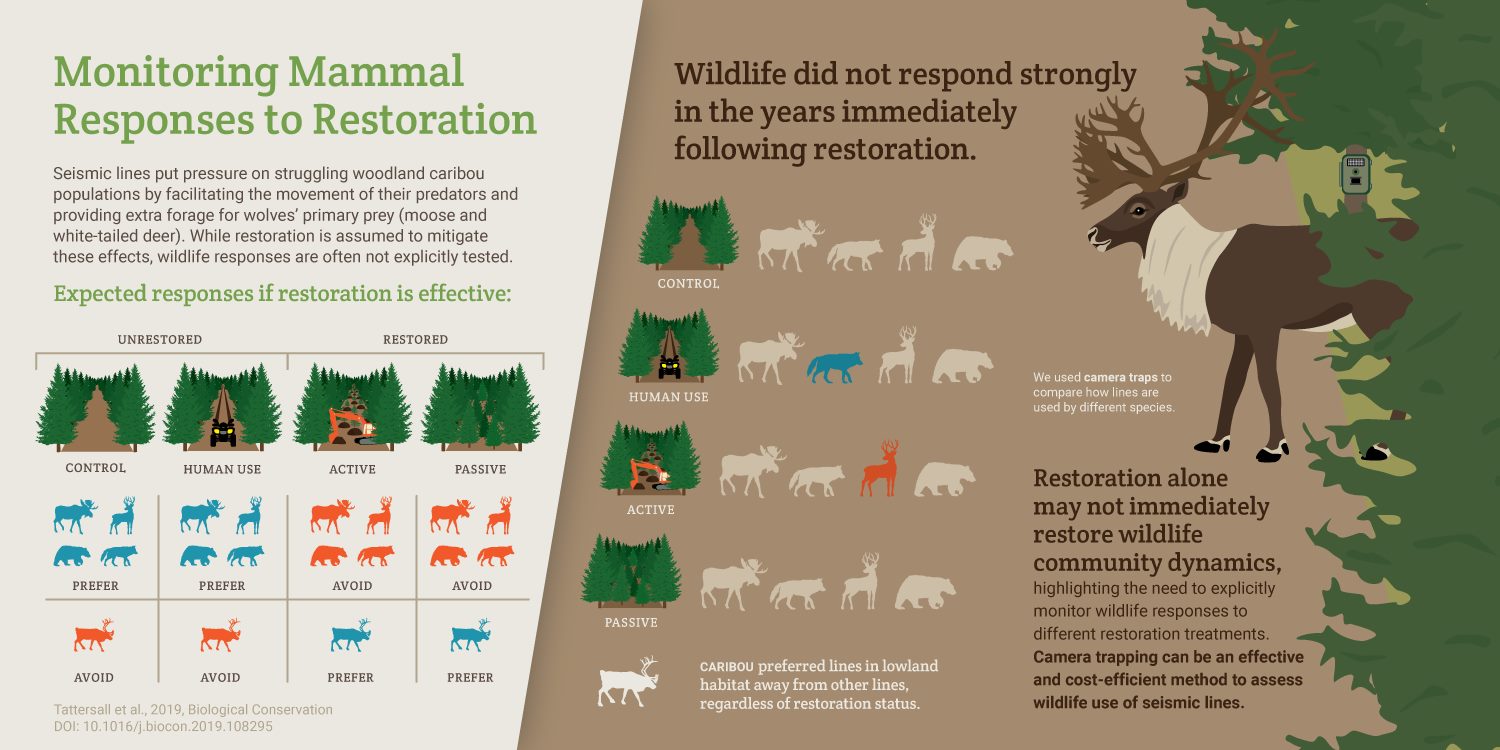 Monitoring Mammal
Responses to Restoration
Seismic lines put pressure on struggling woodland caribou
populations by facilitating the movement of their predators and
providing extra forage for wolves' primary prey (moose and
white-tailed deer). While restoration is assumed to mitigate
these effects, wildlife responses are often not explicitly tested.
Expected responses if restoration is effective:
UNRESTORED
RESTORED
CONTROL
HUMAN USE
ACTIVE
PASSIVE
PREFER
PREFER
AVOID
AVOID
AVOID
AVOID
PREFER
PREFER
Tattersall et al., 2019, Biological Conservation
DOI: 10.1016/j.biocon.2019.108295
Wildlife did not respond strongly
in the years immediately
following restoration.
CONTROL
HUMAN USE
ACTIVE
PASSIVE
CARIBOU preferred lines in lowland
habitat away from other lines,
regardless of restoration status.
We used camera traps to
compare how lines are
used by different species.
Restoration alone
may not immediately
restore wildlife
community dynamics,
highlighting the need to explicitly
monitor wildlife responses to
different restoration treatments.
Camera trapping can be an effective
and cost-efficient method to assess
wildlife use of seismic lines.